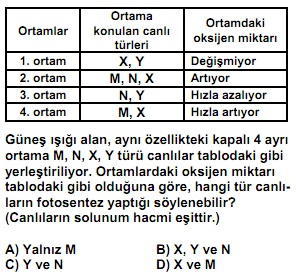 Ortamlar | Ortama konulan canlı türleri | Ortamdaki oksijen miktarı
1. ortam | X, Y | Değişmiyor
2. ortam | M, N, X | Artıyor
3. ortam | N, Y | Hızla azalıyor
4. ortam | M, X | Hızla artıyor
Güneş ışığı alan, aynı özellikteki kapalı 4 ayrı
ortama M, N, X, Y türü canlılar tablodaki gibi
yerleştiriliyor. Ortamlardaki oksijen miktarı
tablodaki gibi olduğuna göre, hangi tür canlı-
ların fotosentez yaptığı söylenebilir?
(Canlıların solunum hacmi eşittir.)
A) Yalnız M B) X, Y ve N
C) Y ve N D) X ve M